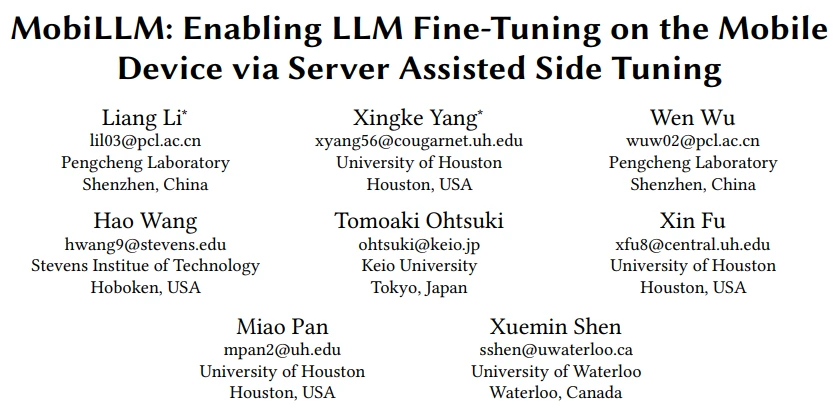 MobiLLM: Enabling LLM Fine-Tuning on the Mobile
Device via Server Assisted Side Tuning
Liang Li*
lil03@pcl.ac.cn
Pengcheng Laboratory
Shenzhen, China
Xingke Yang*
xyang56@cougarnet.uh.edu
University of Houston
Houston, USA
Wen Wu
wuw02@pcl.ac.cn
Pengcheng Laboratory
Shenzhen, China
Hao Wang
hwang9@stevens.edu
Stevens Institue of Technology
Hoboken, USA
Tomoaki Ohtsuki
ohtsuki@keio.jp
Keio University
Tokyo, Japan
Xin Fu
xfu8@central.uh.edu
University of Houston
Houston, USA
Miao Pan
mpan2@uh.edu
University of Houston
Houston, USA
Xuemin Shen
sshen@uwaterloo.ca
University of Waterloo
Waterloo, Canada